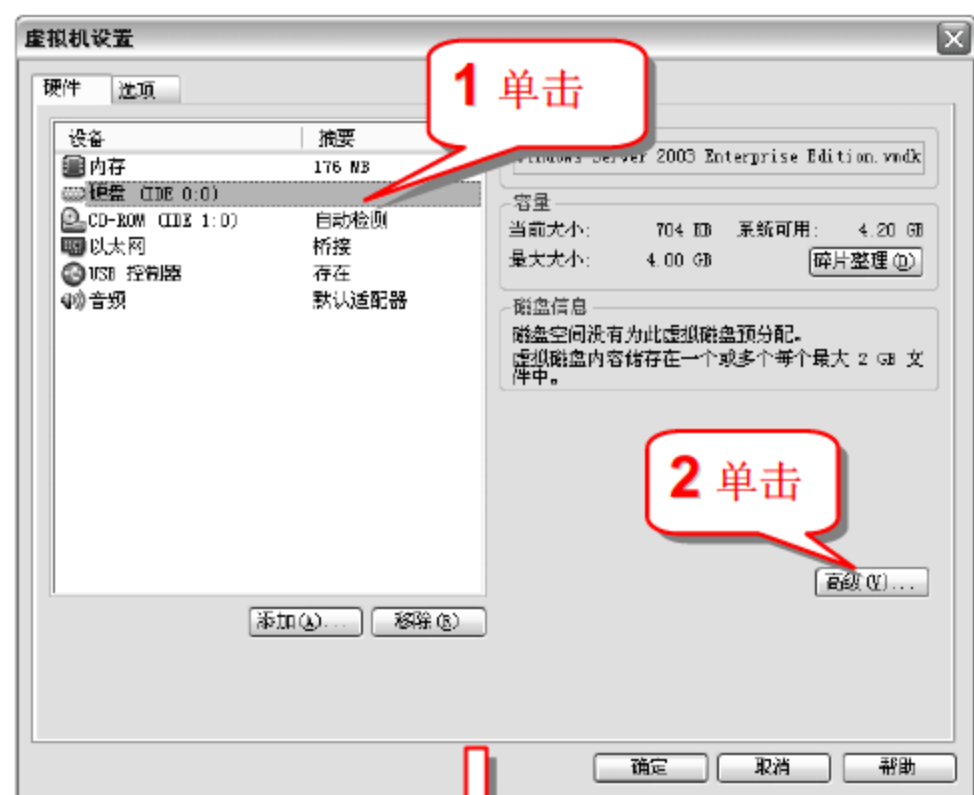 虚拟机设置
硬件 选项
1 单击
设备 摘要
内存 176 MB
硬盘 (IDE 0:0)
CD-ROM (IDE 1:0) 自动检测
以太网 桥接
USB 控制器 存在
音频 默认适配器
Server 2003 Enterprise Edition.vmdk
容量
当前大小: 704 KB 系统可用: 4.20 GB
最大大小: 4.00 GB 碎片整理(D)
磁盘信息
磁盘空间没有为此虚拟磁盘预分配。
虚拟磁盘内容储存在一个或多个每个最大 2 GB 文
件中。
2 单击
高级(V)...
添加(A)... 移除(R)
确定 取消 帮助